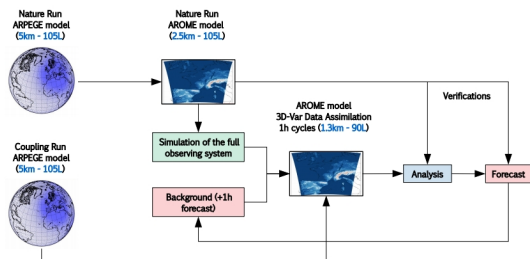 Nature Run
ARPEGE model
(5km - 105L)
Nature Run
AROME model
(2.5km - 105L)
Verifications
AROME model
3D-Var Data Assimilation
1h cycles (1.3km - 90L)
Simulation of the full
observing system
Coupling Run
ARPEGE model
(5km - 105L)
Background (+1h
forecast)
Analysis
Forecast